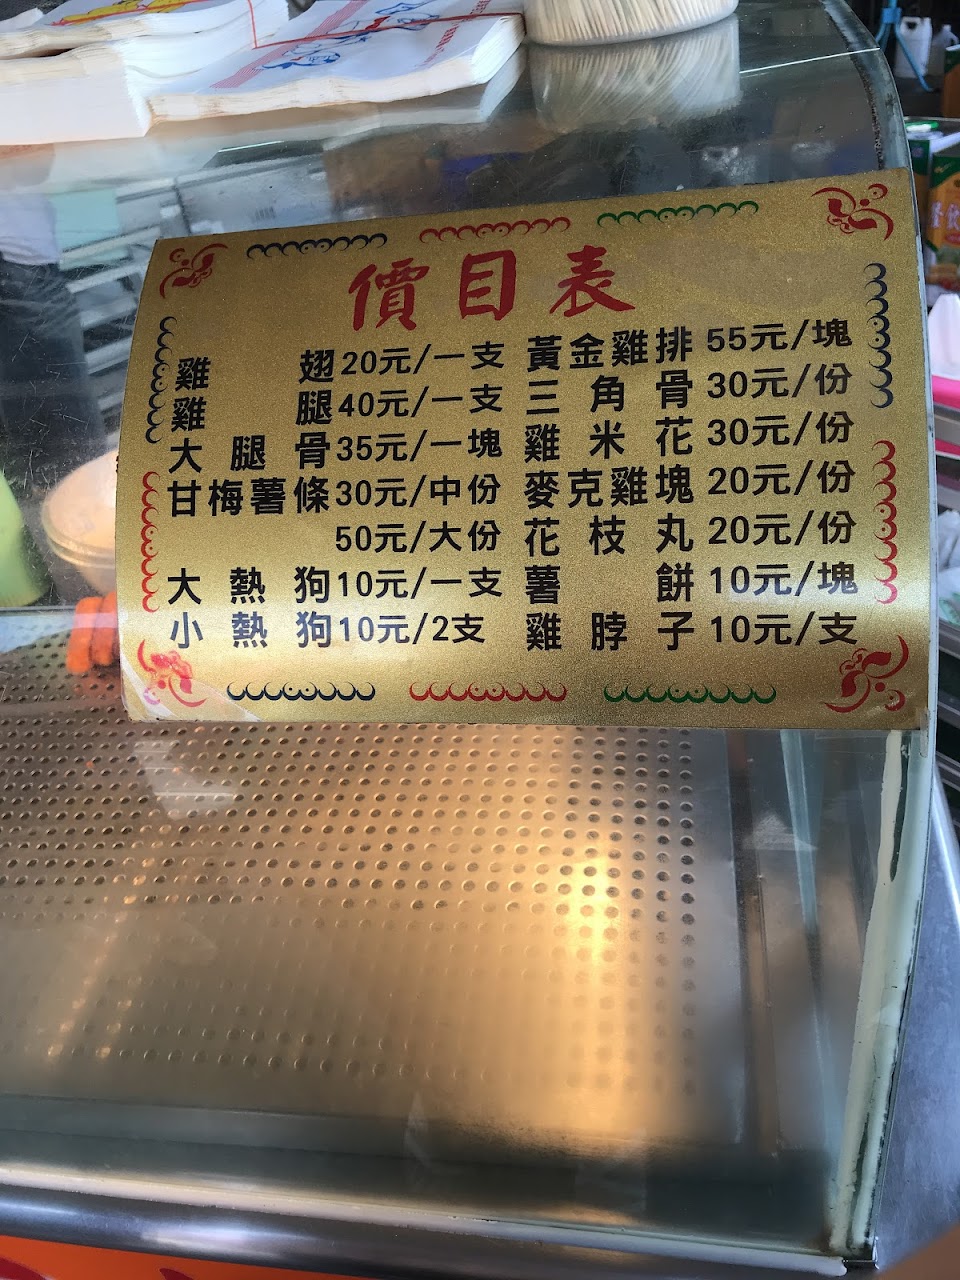 價目表
雞翅20元/一支
雞腿40元/一支
大腿骨35元/一塊
甘梅薯條30元/中份
50元/大份
大熱狗10元/一支
小熱狗10元/2支
黃金雞排55元/塊
三角骨30元/份
雞米花30元/份
麥克雞塊20元/份
花枝丸20元/份
薯餅10元/塊
雞脖子10元/支